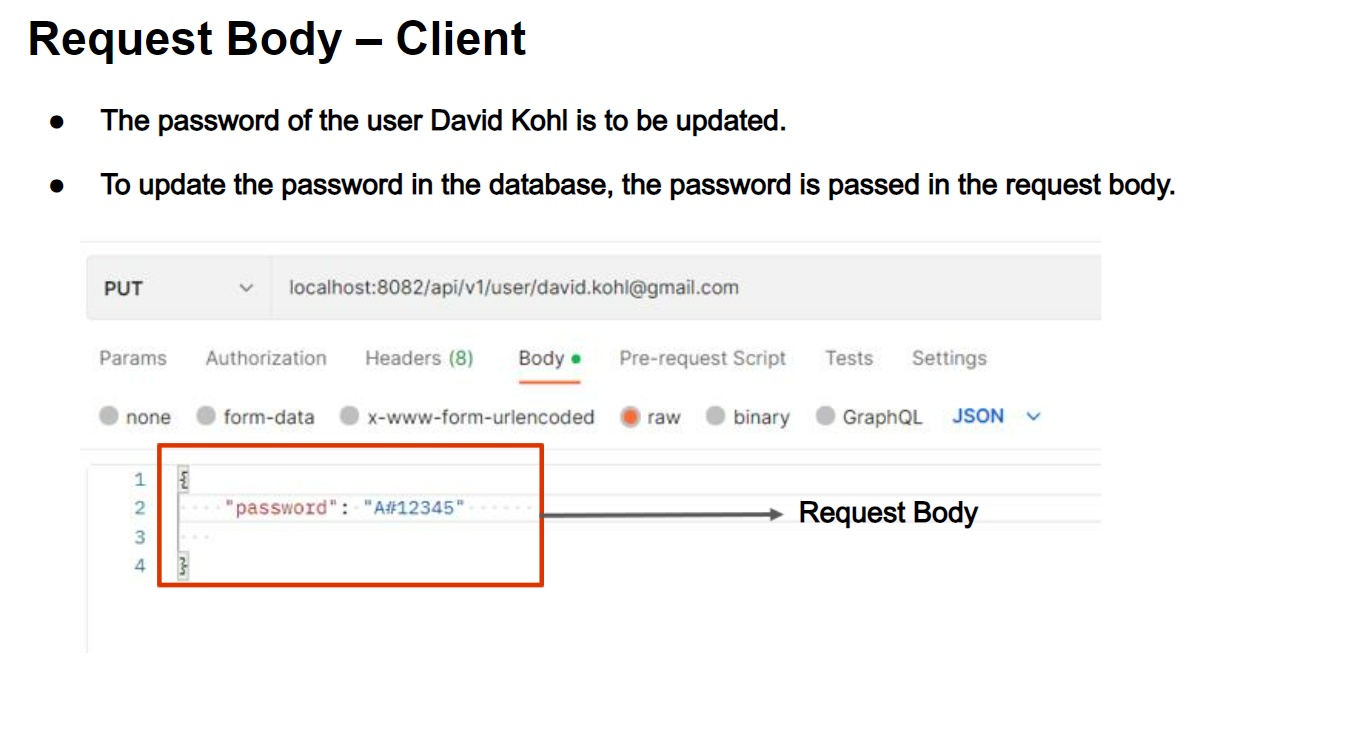 Request Body – Client
● The password of the user David Kohl is to be updated.
● To update the password in the database, the password is passed in the request body.
PUT localhost:8082/api/v1/user/david.kohl@gmail.com
Params Authorization Headers (8) Body Pre-request Script Tests Settings
none form-data x-www-form-urlencoded raw binary GraphQL JSON
1 {
2 "password": "A#12345" Request Body
3
4 }